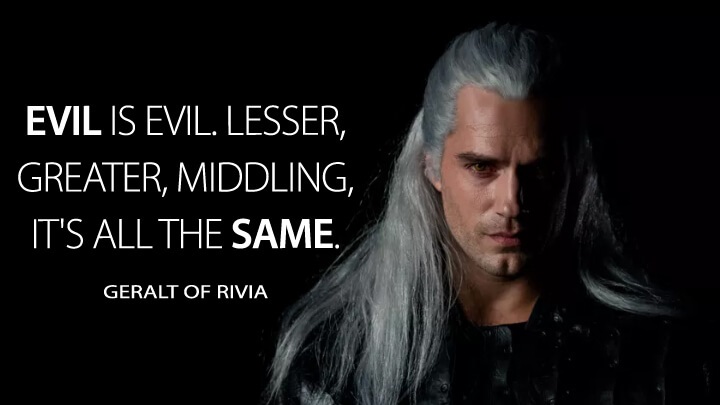 EVIL IS EVIL. LESSER,
GREATER, MIDDLING,
IT'S ALL THE SAME.
GERALT OF RIVIA